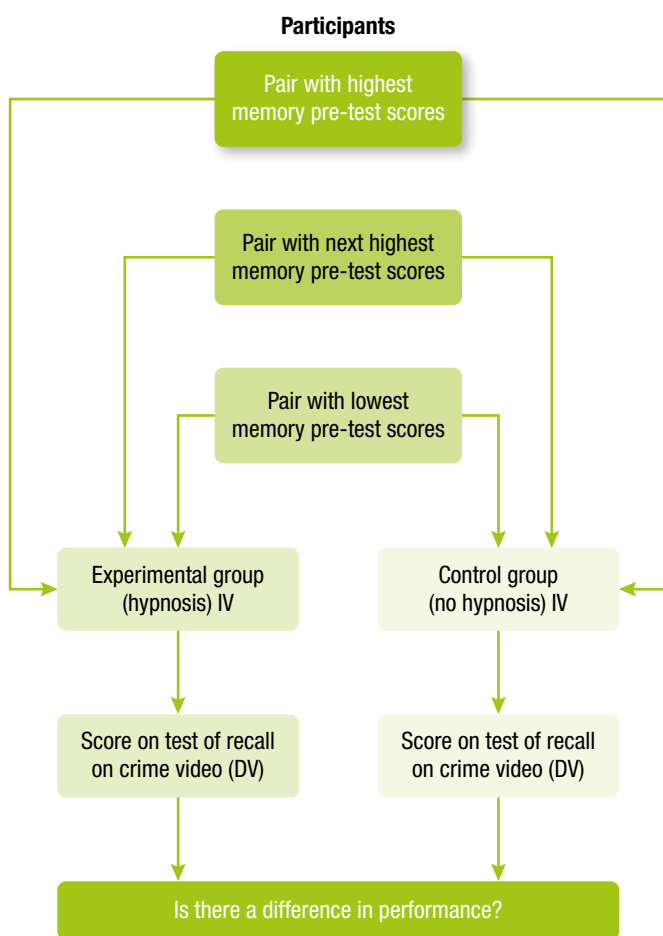 Participants
Pair with highest
memory pre-test scores
Pair with next highest
memory pre-test scores
Pair with lowest
memory pre-test scores
Experimental group
(hypnosis) IV
Control group
(no hypnosis) IV
Score on test of recall
on crime video (DV)
Score on test of recall
on crime video (DV)
Is there a difference in performance?